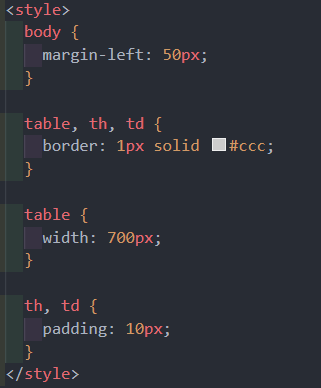 <style>
  body {
    margin-left: 50px;
  }

  table, th, td {
    border: 1px solid #ccc;
  }

  table {
    width: 700px;
  }

  th, td {
    padding: 10px;
  }
</style>